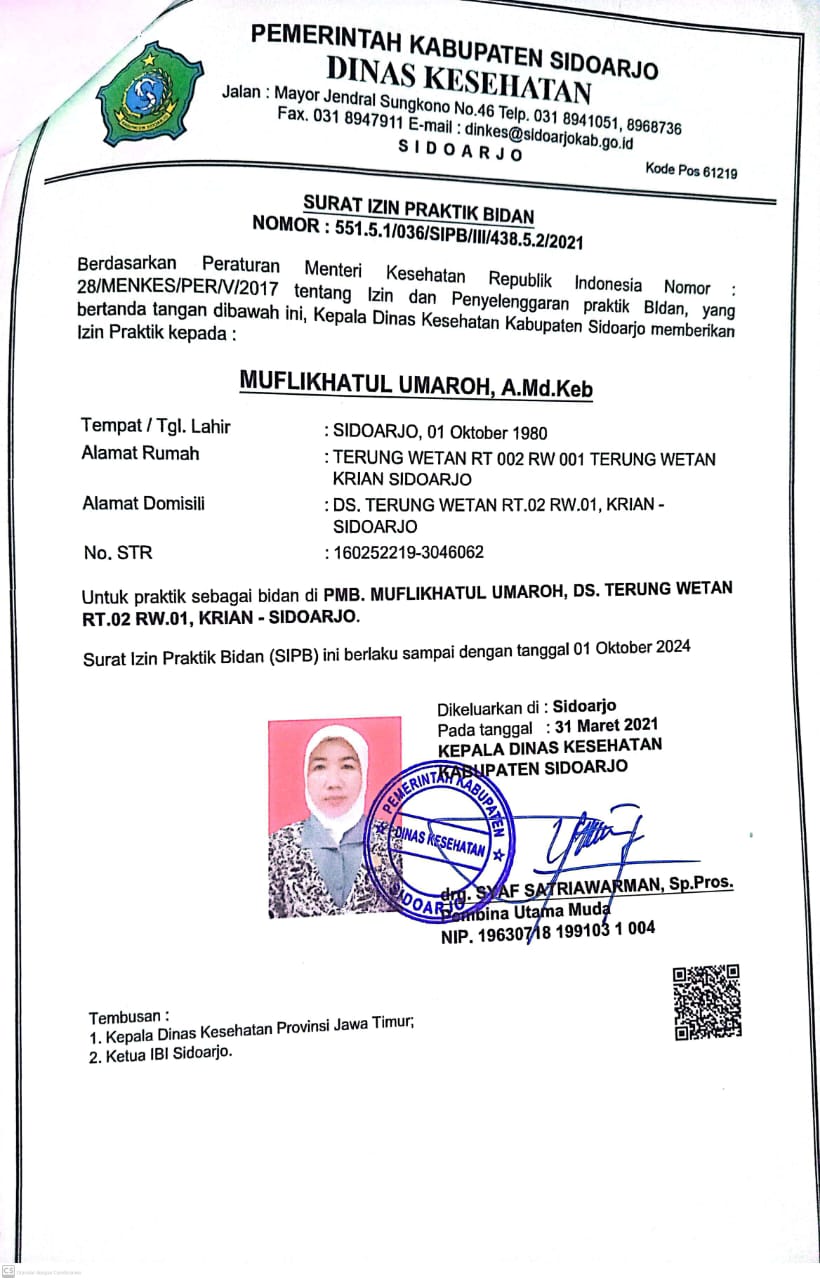 PEMERINTAH KABUPATEN SIDOARJO
DINAS KESEHATAN
Jalan : Mayor Jendral Sungkono No.46 Telp. 031 8941051, 8968736
Fax. 031 8947911 E-mail : dinkes@sidoarjokab.go.id
SIDOARJO
Kode Pos 61219
SURAT IZIN PRAKTIK BIDAN
NOMOR : 551.5.1/036/SIPB/III/438.5.2/2021
Berdasarkan Peraturan Menteri Kesehatan Republik Indonesia Nomor :
28/MENKES/PER/V/2017 tentang Izin dan Penyelenggaran praktik BIdan, yang
bertanda tangan dibawah ini, Kepala Dinas Kesehatan Kabupaten Sidoarjo memberikan
Izin Praktik kepada :
MUFLIKHATUL UMAROH, A.Md.Keb
Tempat / Tgl. Lahir : SIDOARJO, 01 Oktober 1980
Alamat Rumah : TERUNG WETAN RT 002 RW 001 TERUNG WETAN
KRIAN SIDOARJO
Alamat Domisili : DS. TERUNG WETAN RT.02 RW.01, KRIAN -
SIDOARJO
No. STR : 160252219-3046062
Untuk praktik sebagai bidan di PMB. MUFLIKHATUL UMAROH, DS. TERUNG WETAN
RT.02 RW.01, KRIAN - SIDOARJO.
Surat Izin Praktik Bidan (SIPB) ini berlaku sampai dengan tanggal 01 Oktober 2024
Dikeluarkan di : Sidoarjo
Pada tanggal : 31 Maret 2021
KEPALA DINAS KESEHATAN
KABUPATEN SIDOARJO
PEMERINTAH KABUPATEN
DINAS KESEHATAN
SIDOARJO
drg. SYAF SATRIAWARMAN, Sp.Pros.
Pembina Utama Muda
NIP. 19630718 199103 1 004
Tembusan :
1. Kepala Dinas Kesehatan Provinsi Jawa Timur;
2. Ketua IBI Sidoarjo.
CS